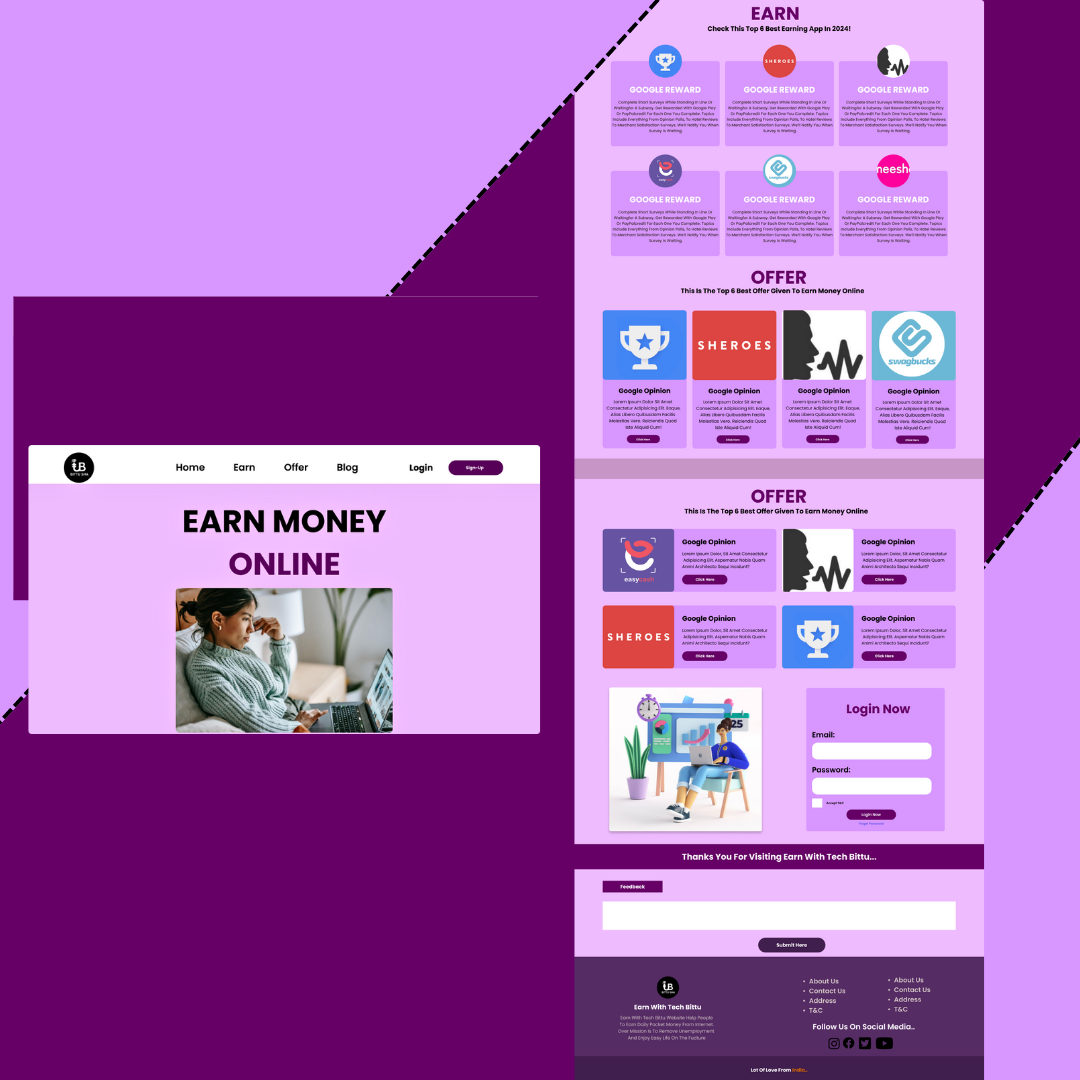 BITTU BINA
Home
Earn
Offer
Blog
Login
Sign-Up
EARN MONEY
ONLINE
EARN
Check This Top 6 Best Earning App In 2024!
SHEROES
GOOGLE REWARD
GOOGLE REWARD
GOOGLE REWARD
Complete Short Surveys While Standing In Line Or
Waitingfor A Subway. Get Rewarded With Google Play
Or PayPalcredit For Each One You Complete. Topics
Include Everything From Opinion Polls, To Hotel Reviews
To Merchant Satisfaction Surveys. We'll Notify You When
Survey Is Waiting.
Complete Short Surveys While Standing In Line Or
Waitingfor A Subway. Get Rewarded With Google Play
Or PayPalcredit For Each One You Complete. Topics
Include Everything From Opinion Polls, To Hotel Reviews
To Merchant Satisfaction Surveys. We'll Notify You When
Survey Is Waiting.
Complete Short Surveys While Standing In Line Or
Waitingfor A Subway. Get Rewarded With Google Play
Or PayPalcredit For Each One You Complete. Topics
Include Everything From Opinion Polls, To Hotel Reviews
To Merchant Satisfaction Surveys. We'll Notify You When
Survey Is Waiting.
swagbucks
neesh
GOOGLE REWARD
GOOGLE REWARD
GOOGLE REWARD
Complete Short Surveys While Standing In Line Or
Waitingfor A Subway. Get Rewarded With Google Play
Or PayPalcredit For Each One You Complete. Topics
Include Everything From Opinion Polls, To Hotel Reviews
To Merchant Satisfaction Surveys. We'll Notify You When
Survey Is Waiting.
Complete Short Surveys While Standing In Line Or
Waitingfor A Subway. Get Rewarded With Google Play
Or PayPalcredit For Each One You Complete. Topics
Include Everything From Opinion Polls, To Hotel Reviews
To Merchant Satisfaction Surveys. We'll Notify You When
Survey Is Waiting.
Complete Short Surveys While Standing In Line Or
Waitingfor A Subway. Get Rewarded With Google Play
Or PayPalcredit For Each One You Complete. Topics
Include Everything From Opinion Polls, To Hotel Reviews
To Merchant Satisfaction Surveys. We'll Notify You When
Survey Is Waiting.
OFFER
This Is The Top 6 Best Offer Given To Earn Money Online
SHEROES
swagbucks
Google Opinion
Lorem Ipsum Dolor Sit Amet
Consectetur Adipisicing Elit. Eaque,
Alias Libero Quibusdam Facilis
Molestias Vero. Reiciendis Quod
Iste Aliquid Cum!
Click Here
Google Opinion
Lorem Ipsum Dolor Sit Amet
Consectetur Adipisicing Elit. Eaque,
Alias Libero Quibusdam Facilis
Molestias Vero. Reiciendis Quod
Iste Aliquid Cum!
Click Here
Google Opinion
Lorem Ipsum Dolor Sit Amet
Consectetur Adipisicing Elit. Eaque,
Alias Libero Quibusdam Facilis
Molestias Vero. Reiciendis Quod
Iste Aliquid Cum!
Click Here
Google Opinion
Lorem Ipsum Dolor Sit Amet
Consectetur Adipisicing Elit. Eaque,
Alias Libero Quibusdam Facilis
Molestias Vero. Reiciendis Quod
Iste Aliquid Cum!
Click Here
OFFER
This Is The Top 6 Best Offer Given To Earn Money Online
easycash
Google Opinion
Lorem Ipsum Dolor, Sit Amet Consectetur
Adipisicing Elit. Aspernatur Nobis Quam
Animi Architecto Sequi Incidunt?
Click Here
Google Opinion
Lorem Ipsum Dolor, Sit Amet Consectetur
Adipisicing Elit. Aspernatur Nobis Quam
Animi Architecto Sequi Incidunt?
Click Here
SHEROES
Google Opinion
Lorem Ipsum Dolor, Sit Amet Consectetur
Adipisicing Elit. Aspernatur Nobis Quam
Animi Architecto Sequi Incidunt?
Click Here
Google Opinion
Lorem Ipsum Dolor, Sit Amet Consectetur
Adipisicing Elit. Aspernatur Nobis Quam
Animi Architecto Sequi Incidunt?
Click Here
25
Login Now
Email:
Password:
Accept T&C
Login Now
Thanks You For Visiting Earn With Tech Bittu...
Feedback
Submit Here
Earn With Tech Bittu
Earn With Tech Bittu Website Help People
To Earn Daily Pocket Money From Internet.
Over Mission Is To Remove Unemployment
And Enjoy Easy Life On The Fucture
• About Us
• Contact Us
• Address
• T&C
• About Us
• Contact Us
• Address
• T&C
Follow Us On Social Media..
Lot Of Love From India..